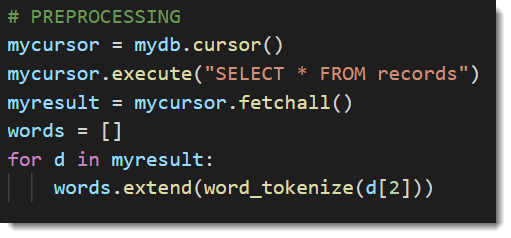 # PREPROCESSING
mycursor = mydb.cursor()
mycursor.execute("SELECT * FROM records")
myresult = mycursor.fetchall()
words = []
for d in myresult:
    words.extend(word_tokenize(d[2]))